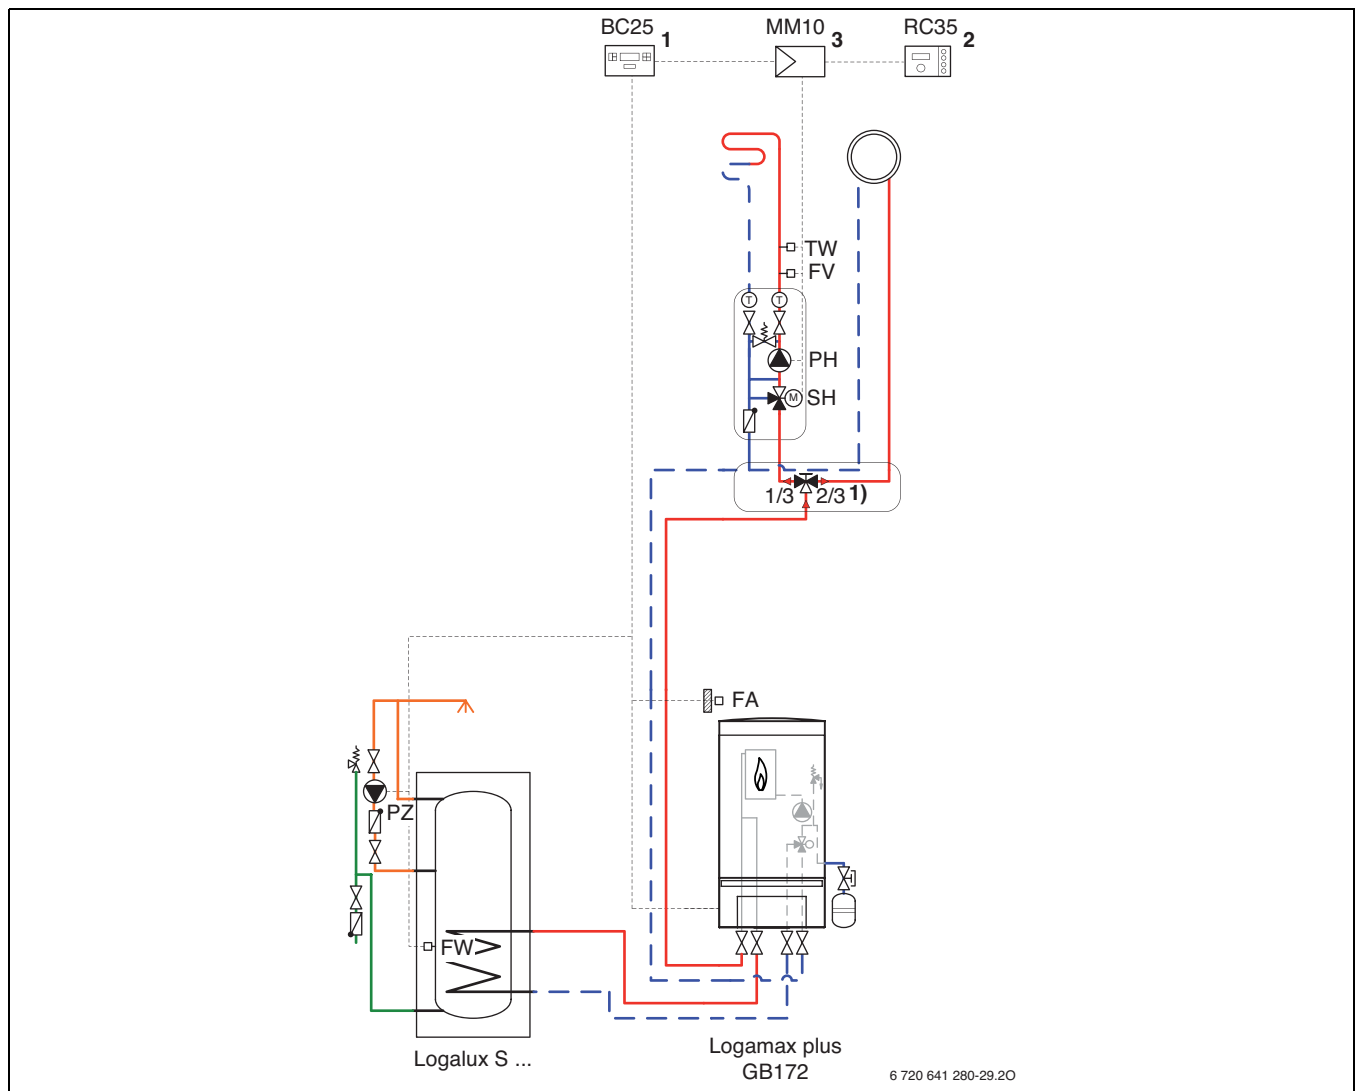 BC25 1
MM10 3
RC35 2
TW
FV
T T
PH
M SH
1/3 2/3 1)
FA
PZ
FW
Logalux S ...
Logamax plus
GB172
6 720 641 280-29.2O